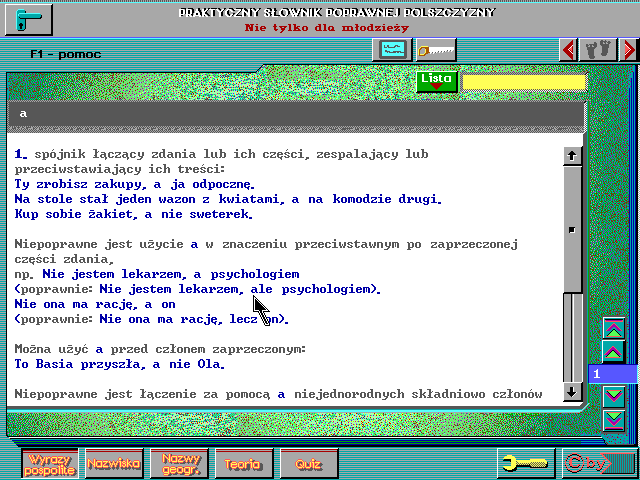 PRAKTYCZNY SŁOWNIK POPRAWNEJ POLSZCZYZNY
Nie tylko dla młodzieży
F1 - pomoc
Lista
a
1. spójnik łączący zdania lub ich części, zespalający lub
przeciwstawiający ich treści:
Ty zrobisz zakupy, a ja odpocznę.
Na stole stał jeden wazon z kwiatami, a na komodzie drugi.
Kup sobie żakiet, a nie sweterek.
Niepoprawne jest użycie a w znaczeniu przeciwstawnym po zaprzeczonej
części zdania,
np. Nie jestem lekarzem, a psychologiem
(poprawnie: Nie jestem lekarzem, ale psychologiem).
Nie ona ma rację, a on
(poprawnie: Nie ona ma rację, lecz on).
Można użyć a przed członem zaprzeczonym:
To Basia przyszła, a nie Ola.
Niepoprawne jest łączenie za pomocą a niejednorodnych składniowo członów
1
Wyrazy
pospolite
Nazwiska
Nazwy
geogr.
Teoria
Quiz
© by